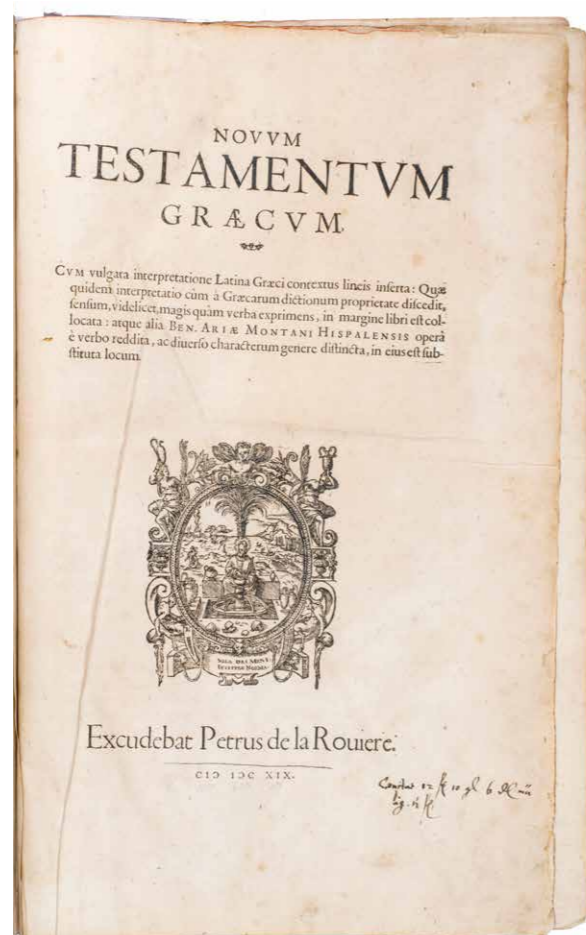 NOVVM
TESTAMENTVM
GRÆCVM.
CVM vulgata interpretatione Latina Græci contextus lineis inserta: Quæ
quidem interpretatio cùm à Græcarum dictionum proprietate discedit,
sensum, videlicet, magis quàm verba exprimens, in margine libri est col-
locata: atque alia BEN. ARIÆ MONTANI HISPALENSIS operâ
è verbo reddita, ac diuerso characterum genere distincta, in eius est sub-
stituta locum.
Excudebat Petrus de la Rouiere.
CIↃ IↃC XIX.